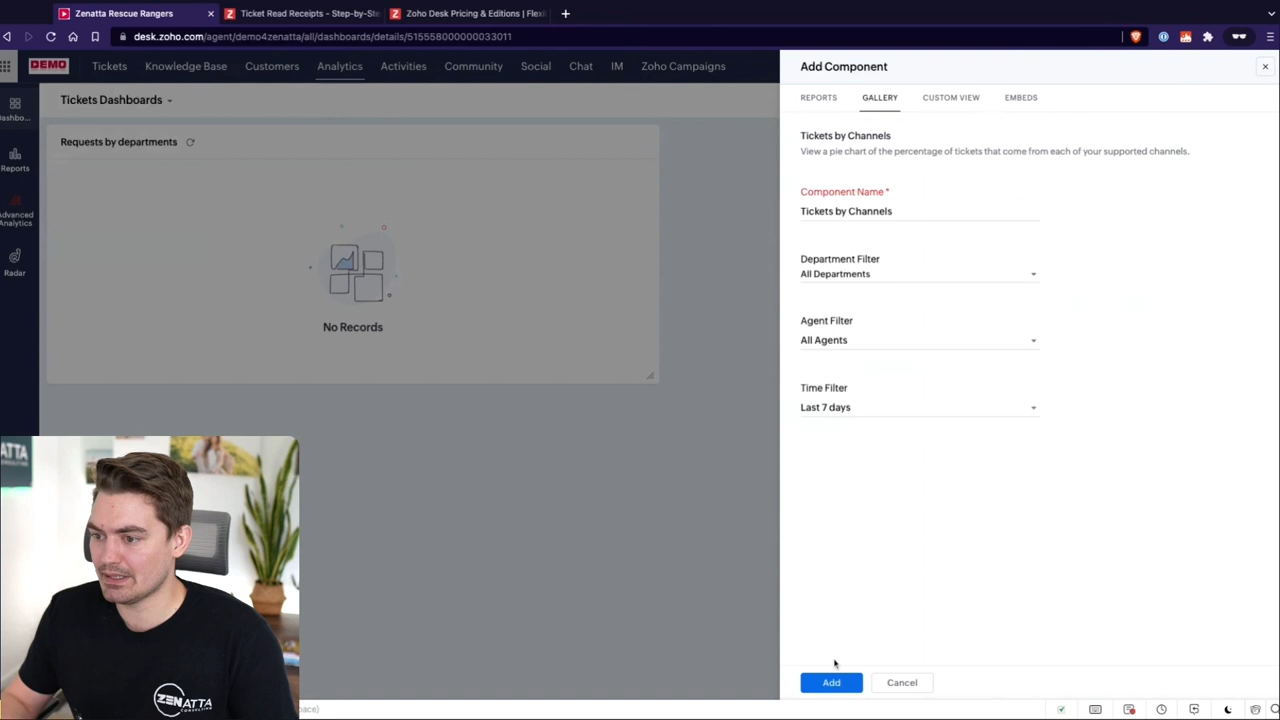 Zenatta Rescue Rangers
Ticket Read Receipts - Step-by-Ste
Zoho Desk Pricing & Editions | Flexi
desk.zoho.com/agent/demo4zenatta/all/dashboards/details/515558000000033011
DEMO
Tickets
Knowledge Base
Customers
Analytics
Activities
Community
Social
Chat
IM
Zoho Campaigns
Dashbo...
Reports
Advanced
Analytics
Radar
Tickets Dashboards
Requests by departments
No Records
Add Component
REPORTS
GALLERY
CUSTOM VIEW
EMBEDS
Tickets by Channels
View a pie chart of the percentage of tickets that come from each of your supported channels.
Component Name *
Tickets by Channels
Department Filter
All Departments
Agent Filter
All Agents
Time Filter
Last 7 days
Add
Cancel
ATTA
ZENATTA
CONSULTING